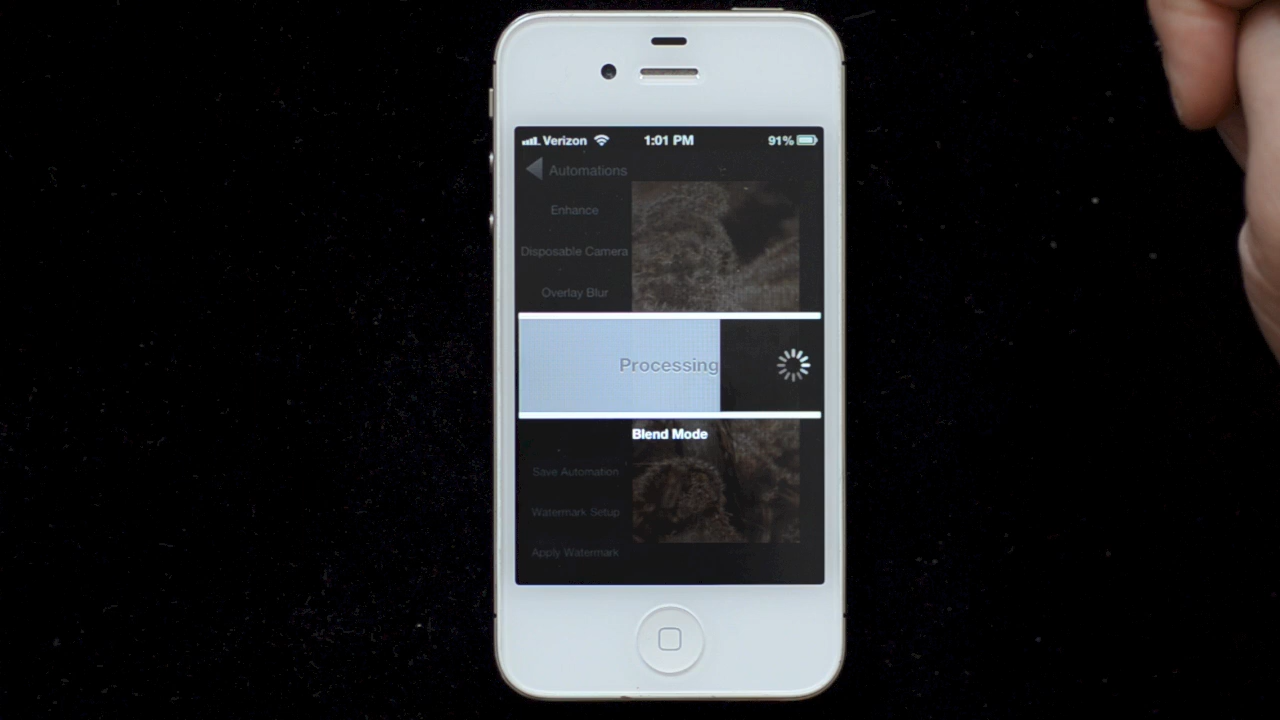 Verizon 1:01 PM 91%
Automations
Enhance
Disposable Camera
Overlay Blur
Processing
Blend Mode
Save Automation
Watermark Setup
Apply Watermark